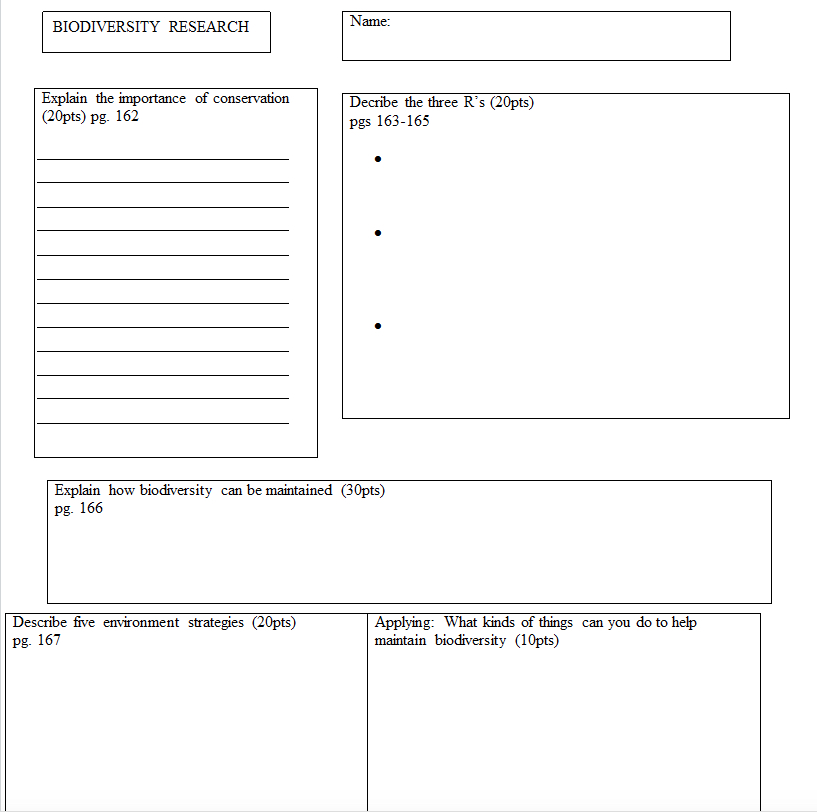 BIODIVERSITY RESEARCH
Name:
Explain the importance of conservation
(20pts) pg. 162
Decribe the three R's (20pts)
pgs 163-165
Explain how biodiversity can be maintained (30pts)
pg. 166
Describe five environment strategies (20pts)
pg. 167
Applying: What kinds of things can you do to help
maintain biodiversity (10pts)